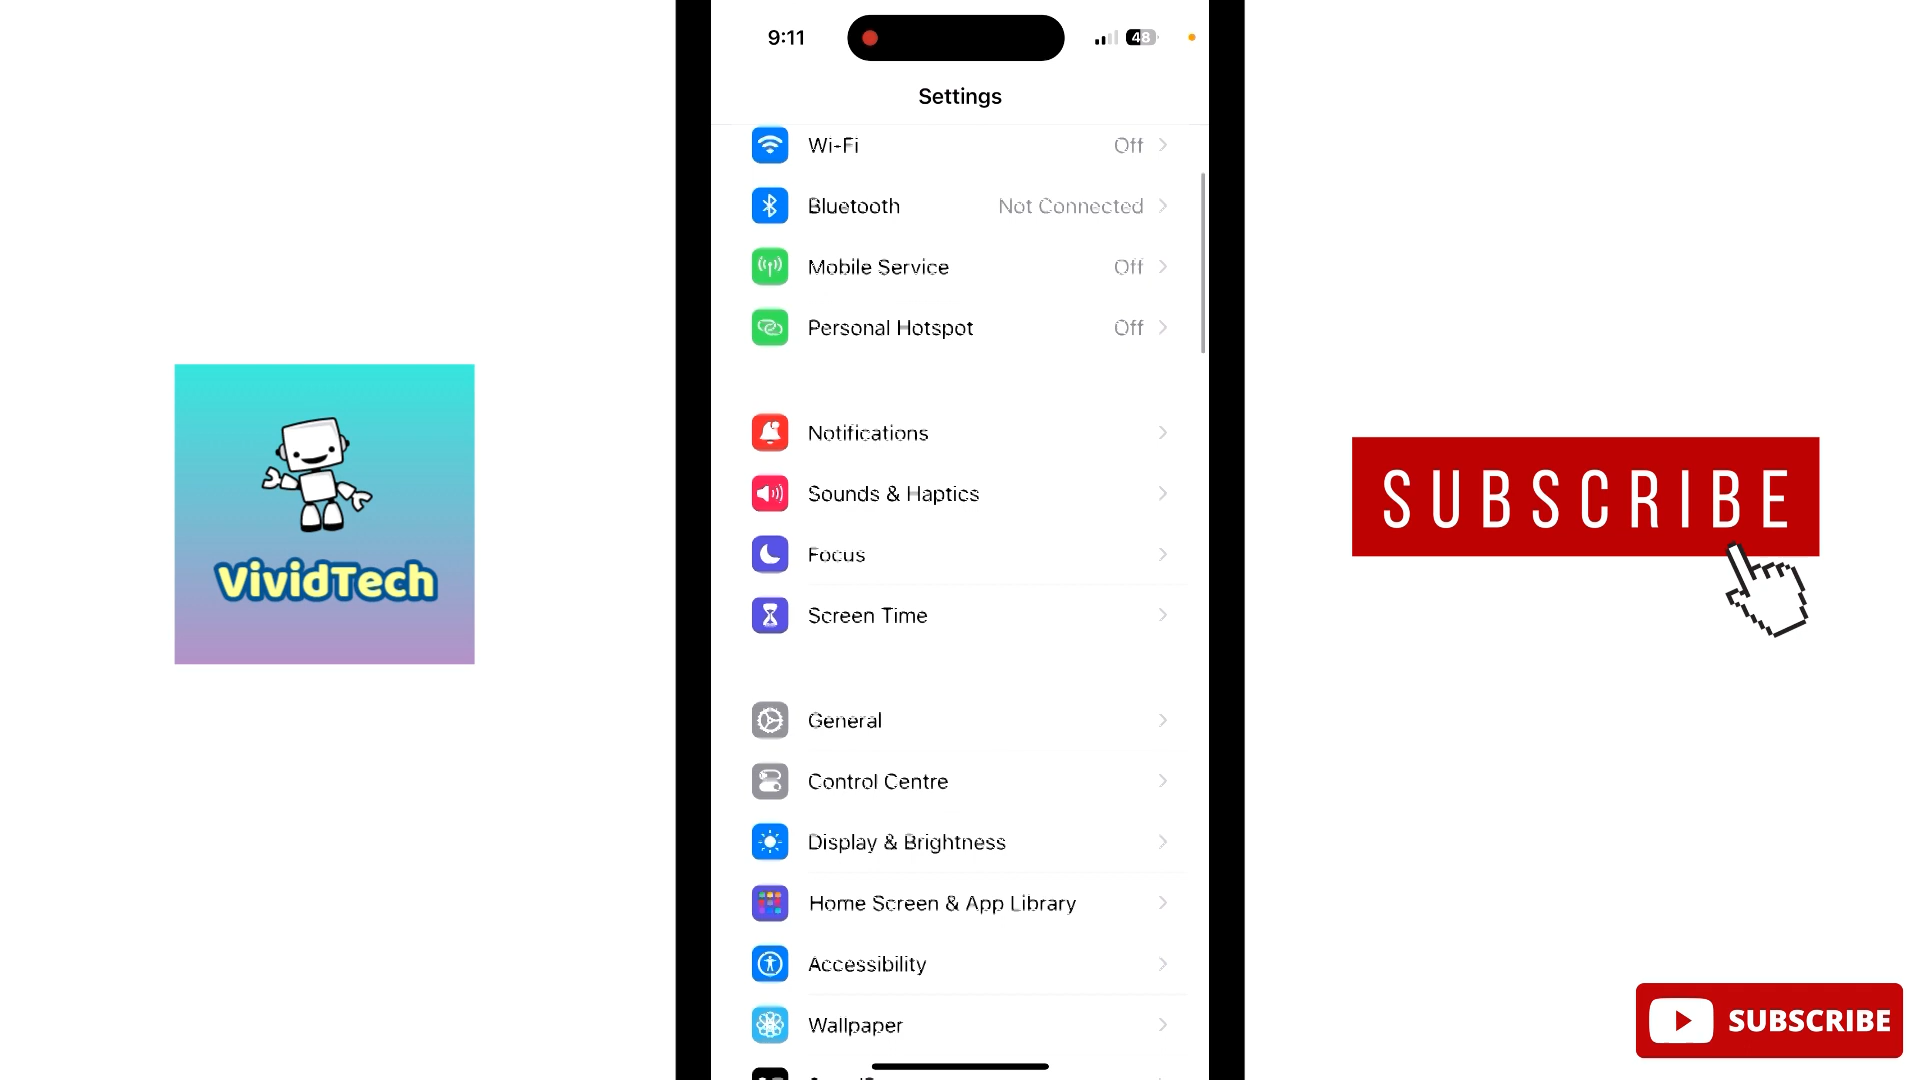 9:11
48
Settings
Wi-Fi Off
Bluetooth Not Connected
Mobile Service Off
Personal Hotspot Off
Notifications
Sounds & Haptics
Focus
Screen Time
General
Control Centre
Display & Brightness
Home Screen & App Library
Accessibility
Wallpaper
VividTech
SUBSCRIBE
SUBSCRIBE